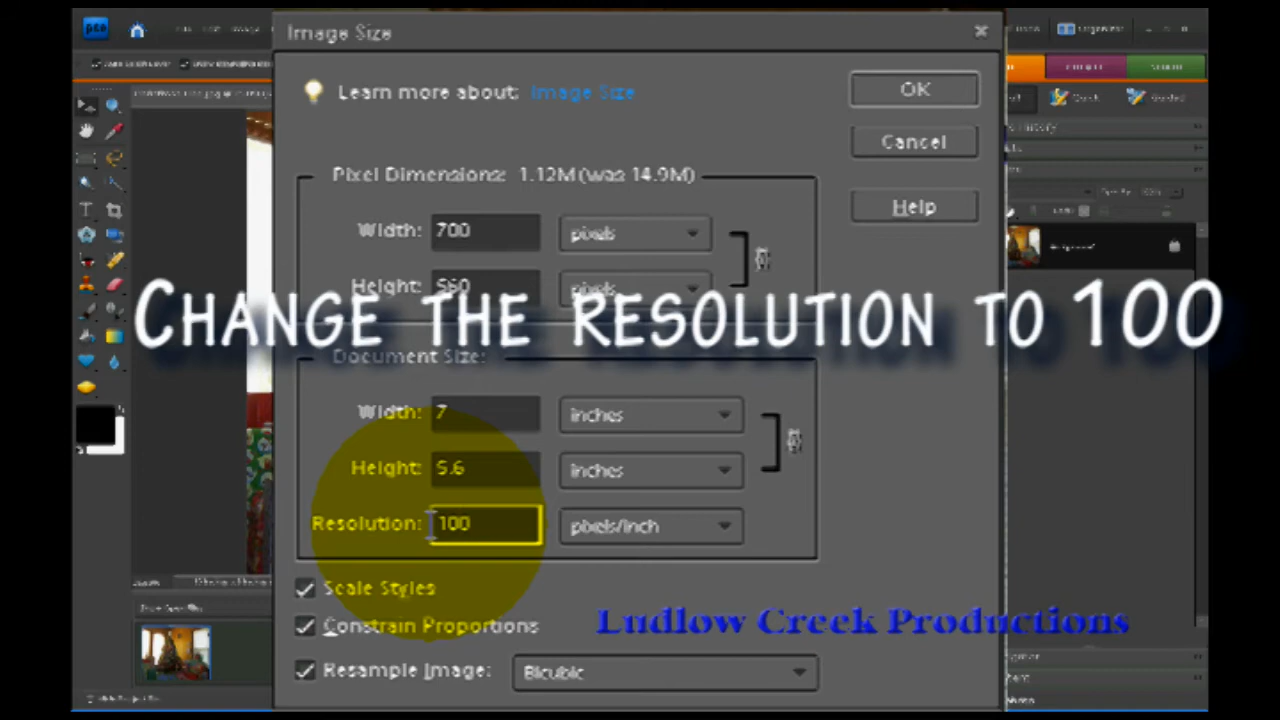 Image Size
Learn more about: Image Size
OK
Cancel
Help
Pixel Dimensions: 1.12M (was 14.9M)
Width: 700 pixels
Height: 560 pixels
CHANGE THE RESOLUTION TO 100
Document Size:
Width: 7 inches
Height: 5.6 inches
Resolution: 100 pixels/inch
Scale Styles
Constrain Proportions
Resample Image: Bicubic
Ludlow Creek Productions